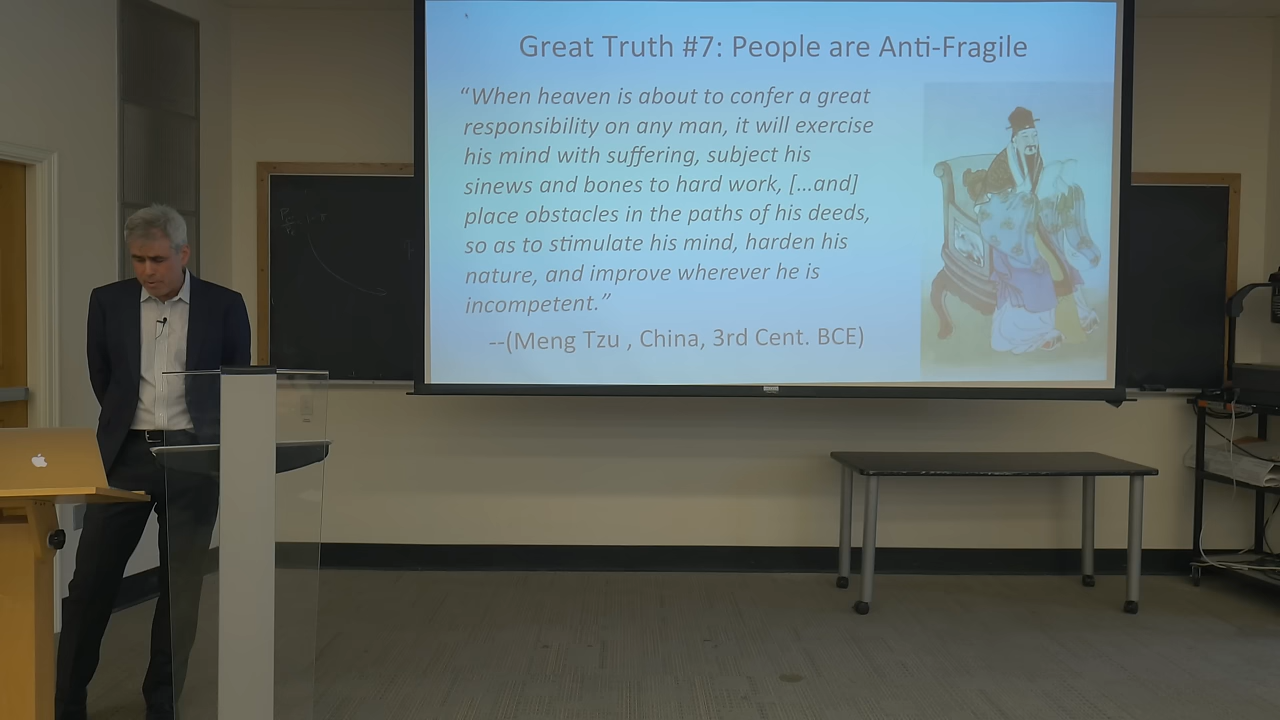 Great Truth #7: People are Anti-Fragile
“When heaven is about to confer a great
responsibility on any man, it will exercise
his mind with suffering, subject his
sinews and bones to hard work, […and]
place obstacles in the paths of his deeds,
so as to stimulate his mind, harden his
nature, and improve wherever he is
incompetent.”
--(Meng Tzu , China, 3rd Cent. BCE)